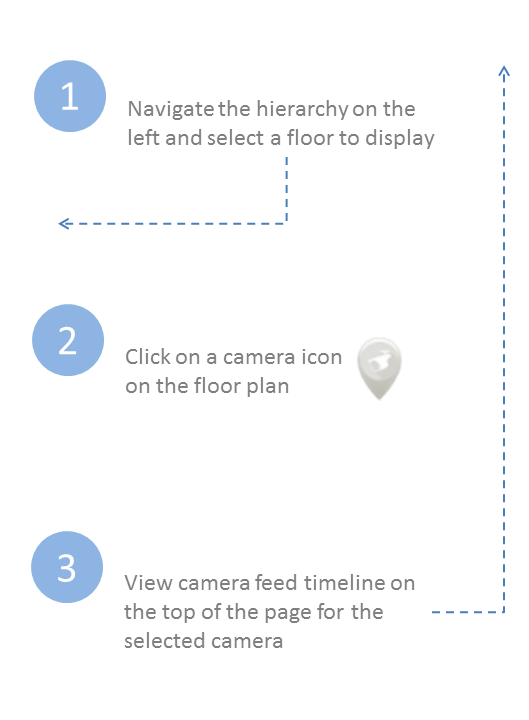 1
Navigate the hierarchy on the
left and select a floor to display
2
Click on a camera icon
on the floor plan
3
View camera feed timeline on
the top of the page for the
selected camera